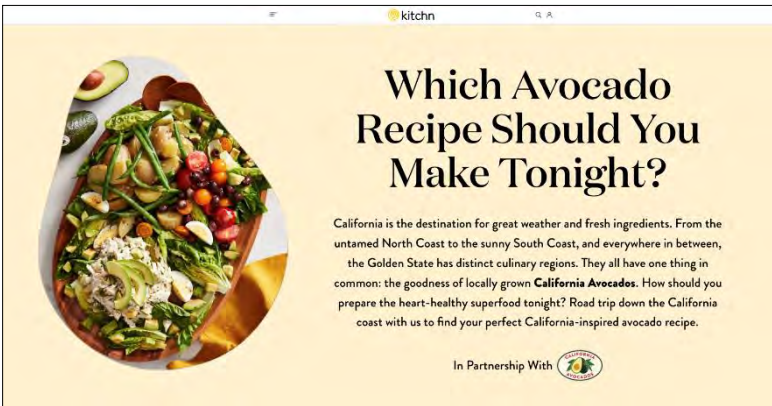 kitchn
Which Avocado
Recipe Should You
Make Tonight?
California is the destination for great weather and fresh ingredients. From the
untamed North Coast to the sunny South Coast, and everywhere in between,
the Golden State has distinct culinary regions. They all have one thing in
common: the goodness of locally grown California Avocados. How should you
prepare the heart-healthy superfood tonight? Road trip down the California
coast with us to find your perfect California-inspired avocado recipe.
In Partnership With
CALIFORNIA
AVOCADOS